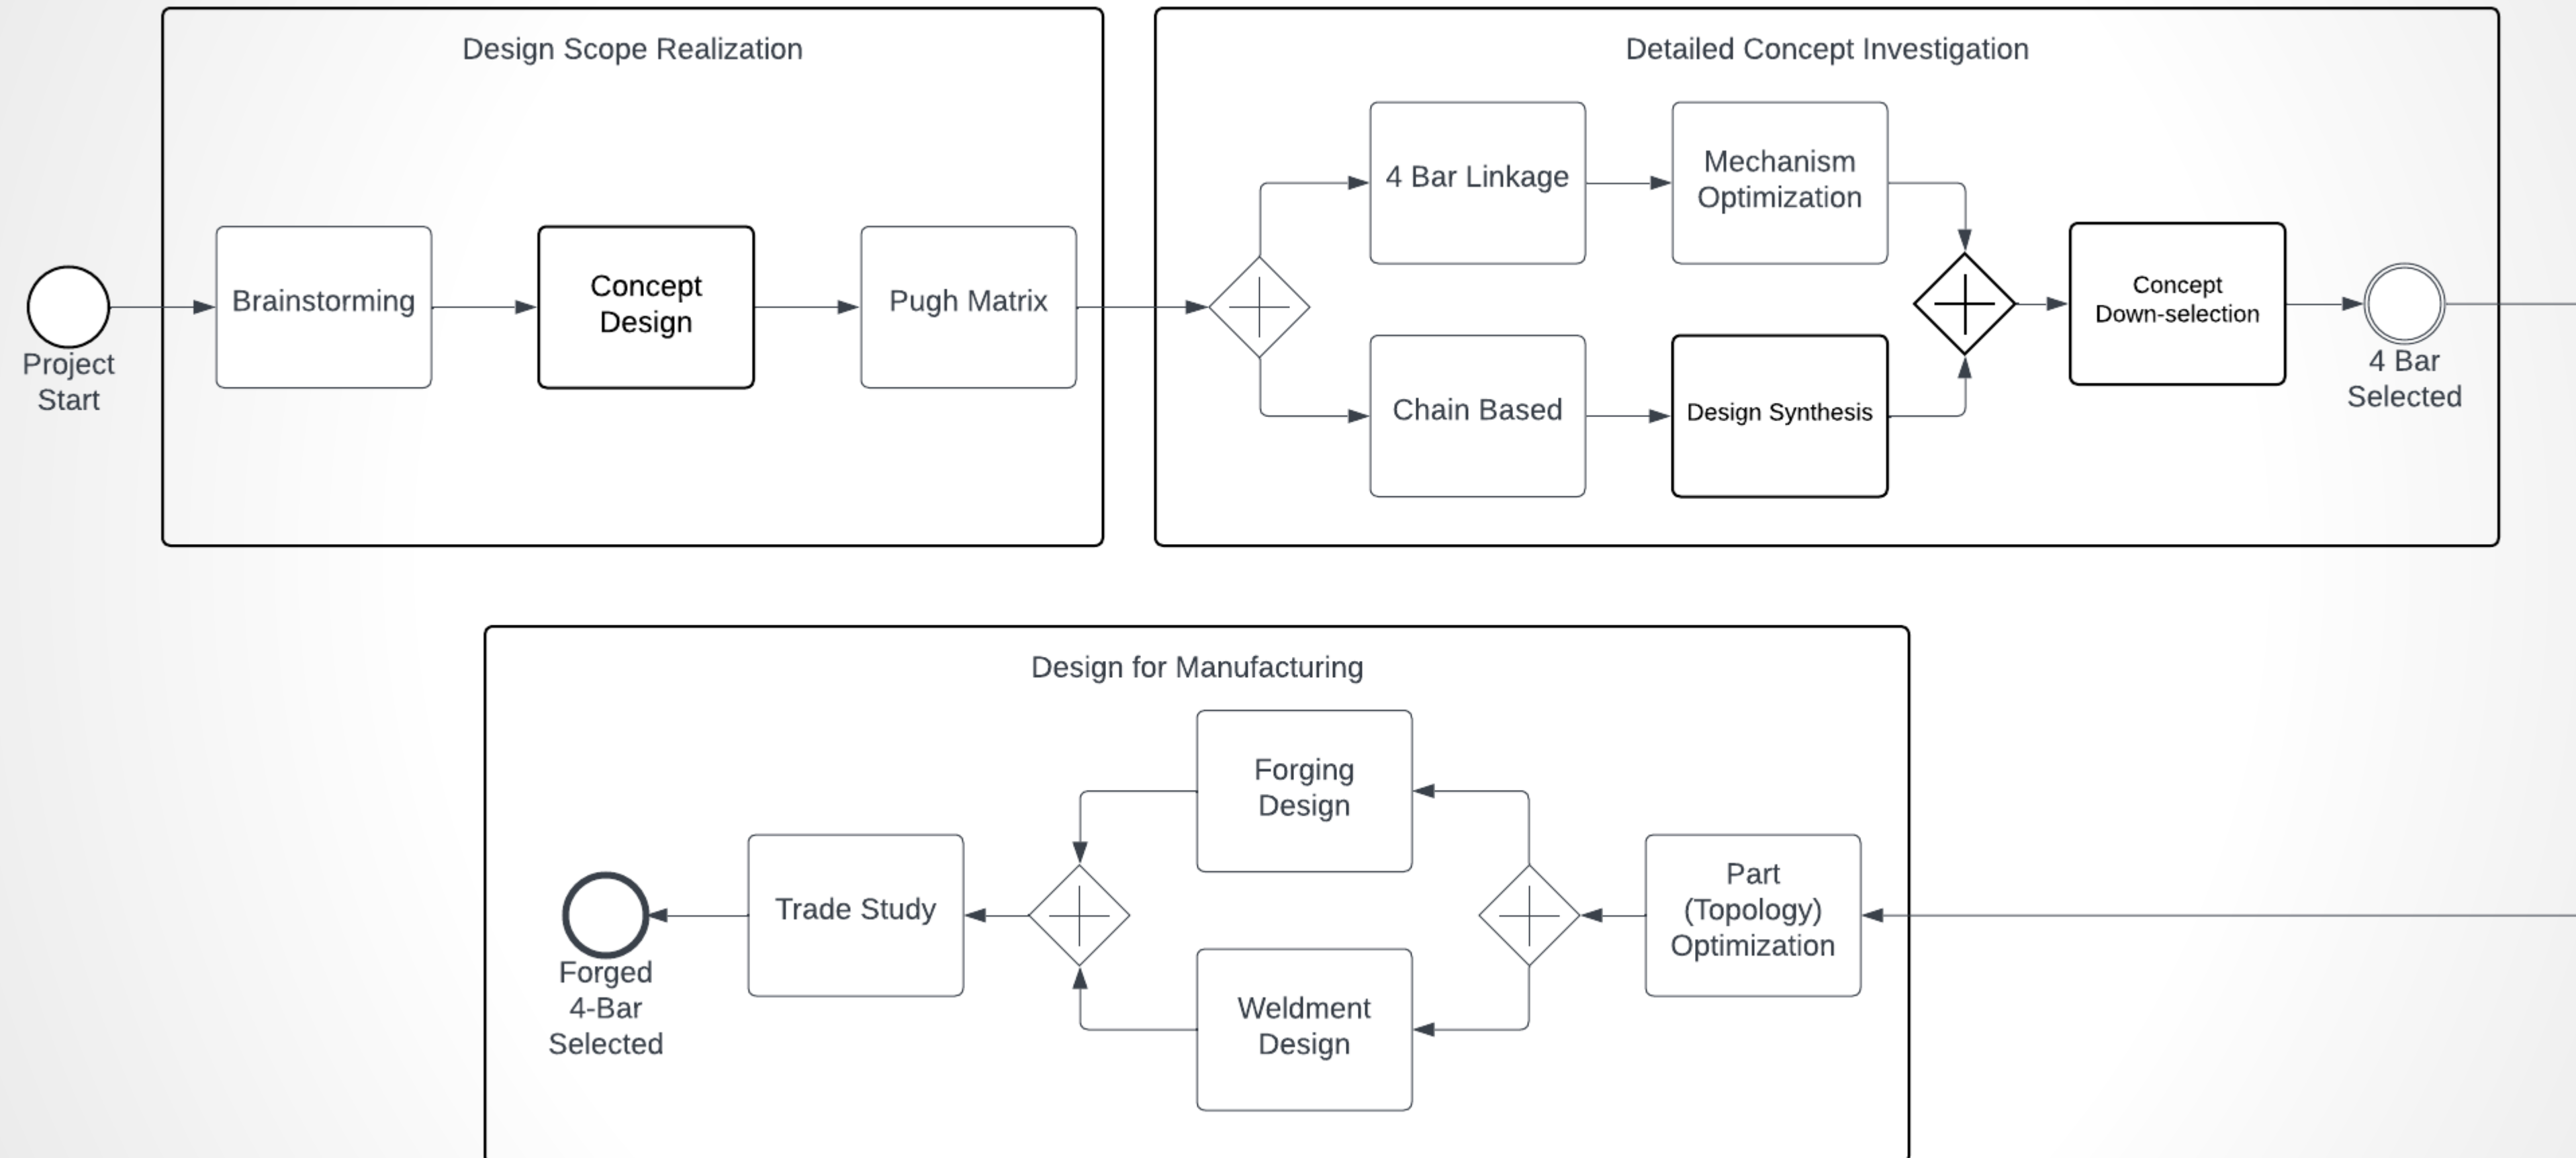 Design Scope Realization
Project
Start
Brainstorming
Concept
Design
Pugh Matrix
Detailed Concept Investigation
4 Bar Linkage
Mechanism
Optimization
Chain Based
Design Synthesis
Concept
Down-selection
4 Bar
Selected
Design for Manufacturing
Part
(Topology)
Optimization
Forging
Design
Weldment
Design
Trade Study
Forged
4-Bar
Selected